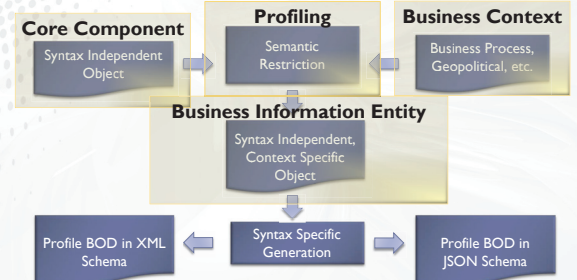 Core Component
Profiling
Business Context
Syntax Independent
Object
Semantic
Restriction
Business Process,
Geopolitical, etc.
Business Information Entity
Syntax Independent,
Context Specific
Object
Profile BOD in XML
Schema
Syntax Specific
Generation
Profile BOD in
JSON Schema